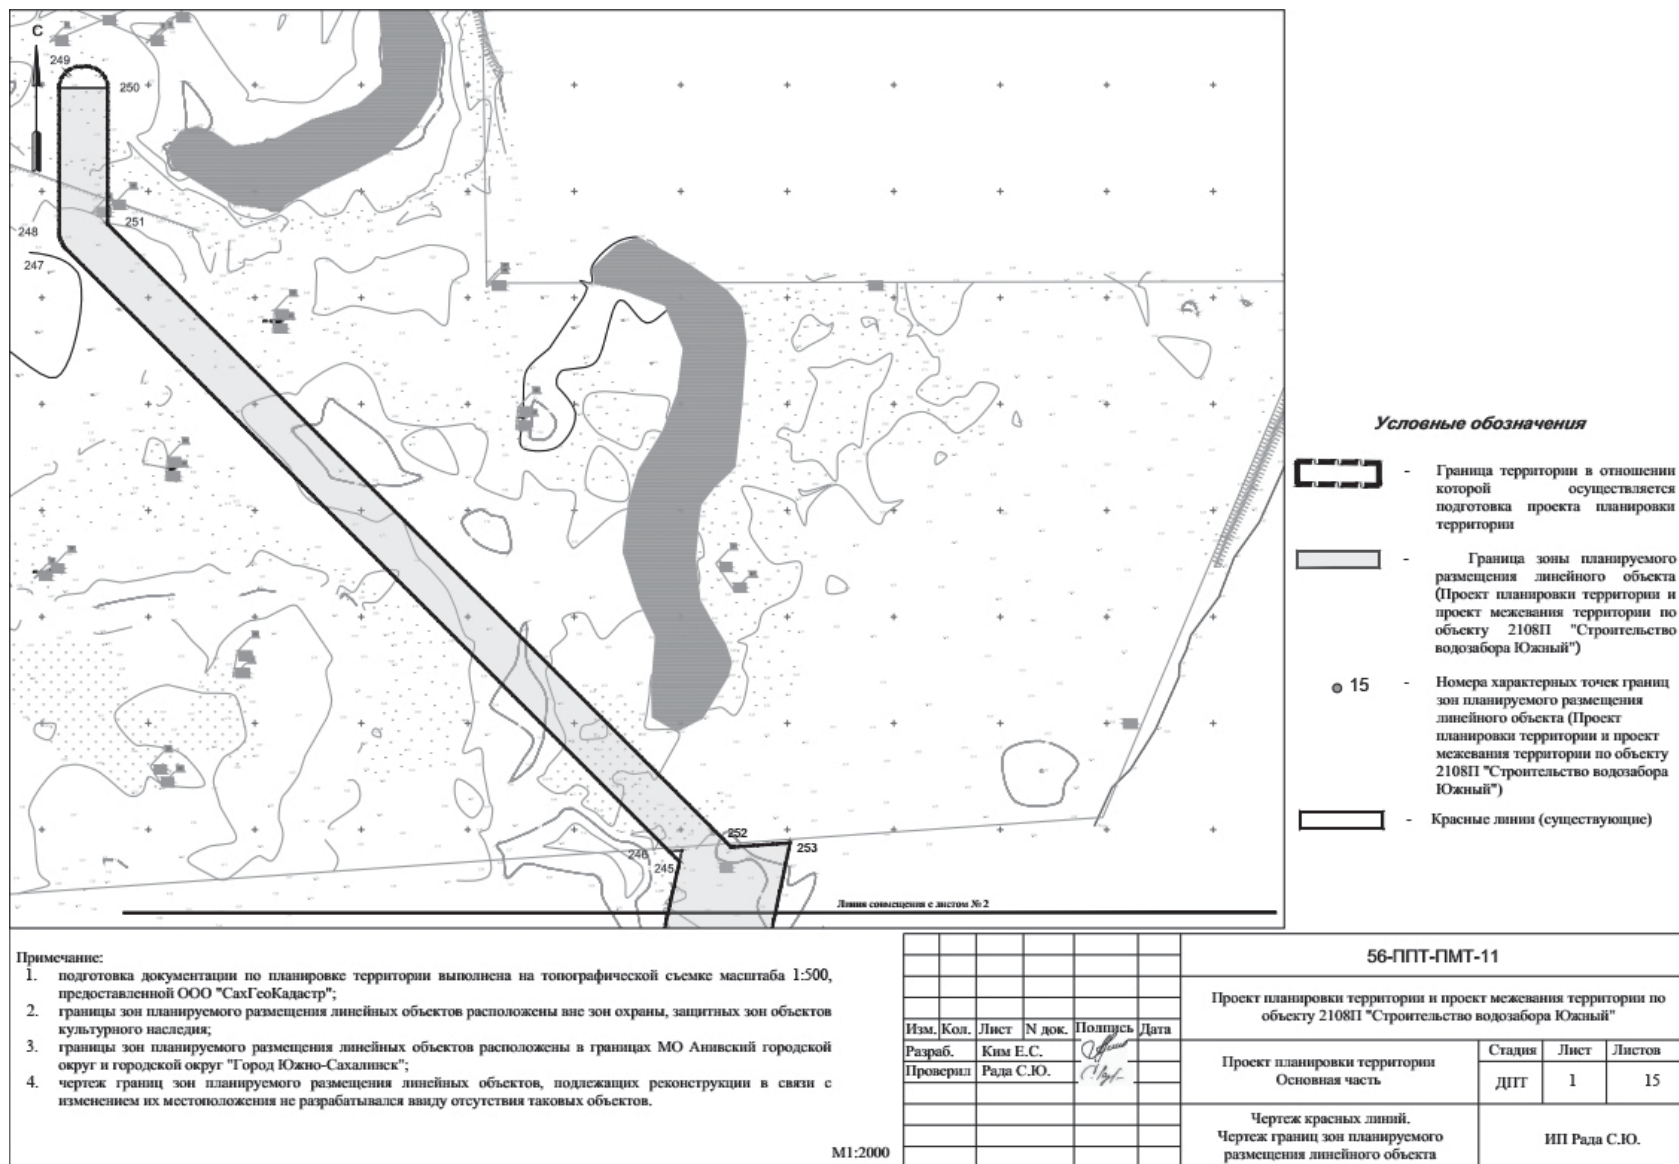 С
249
250
251
248
247
252
253
246
245
Линия совмещения с листом № 2
Условные обозначения
- Граница территории в отношении
которой осуществляется
подготовка проекта планировки
территории
- Граница зоны планируемого
размещения линейного объекта
(Проект планировки территории и
проект межевания территории по
объекту 2108П "Строительство
водозабора Южный")
15 - Номера характерных точек границ
зон планируемого размещения
линейного объекта (Проект
планировки территории и проект
межевания территории по объекту
2108П "Строительство водозабора
Южный")
- Красные линии (существующие)
Примечание:
1. подготовка документации по планировке территории выполнена на топографической съемке масштаба 1:500,
предоставленной ООО "СахГеоКадастр";
2. границы зон планируемого размещения линейных объектов расположены вне зон охраны, защитных зон объектов
культурного наследия;
3. границы зон планируемого размещения линейных объектов расположены в границах МО Анивский городской
округ и городской округ "Город Южно-Сахалинск";
4. чертеж границ зон планируемого размещения линейных объектов, подлежащих реконструкции в связи с
изменением их местоположения не разрабатывался ввиду отсутствия таковых объектов.
М1:2000
56-ППТ-ПМТ-11
Проект планировки территории и проект межевания территории по
объекту 2108П "Строительство водозабора Южный"
Изм. Кол. Лист N док. Подпись Дата
Разраб. Ким Е.С.
Проверил Рада С.Ю.
Проект планировки территории
Основная часть
Стадия Лист Листов
ДПТ 1 15
Чертеж красных линий.
Чертеж границ зон планируемого
размещения линейного объекта
ИП Рада С.Ю.